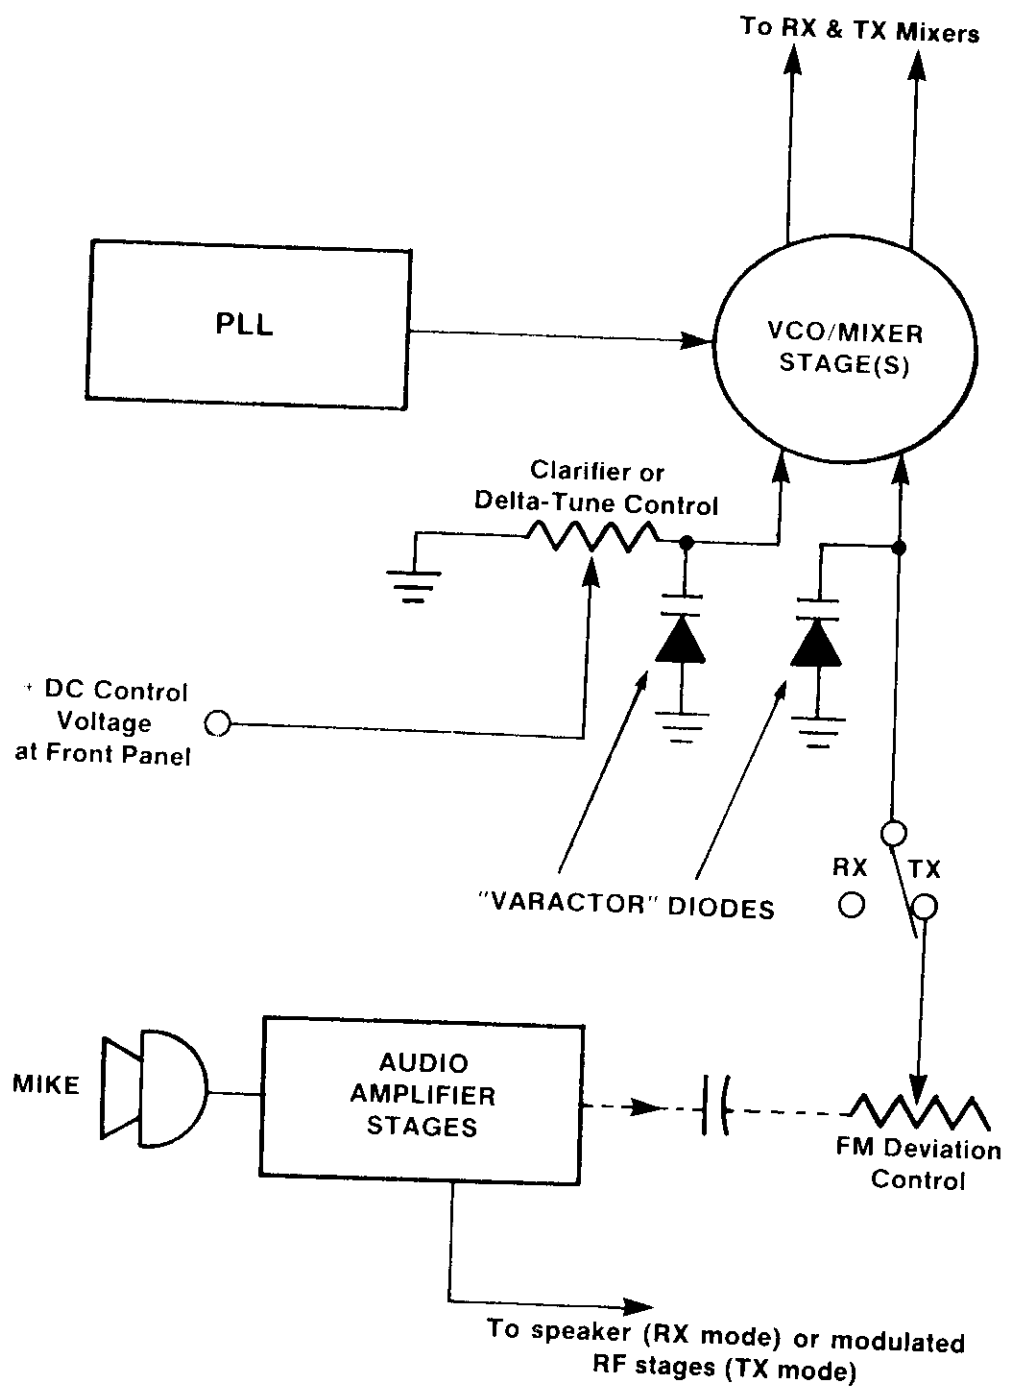 To RX & TX Mixers
PLL
VCO/MIXER
STAGE(S)
Clarifier or
Delta-Tune Control
+ DC Control
Voltage
at Front Panel
RX TX
"VARACTOR" DIODES
MIKE
AUDIO
AMPLIFIER
STAGES
FM Deviation
Control
To speaker (RX mode) or modulated
RF stages (TX mode)